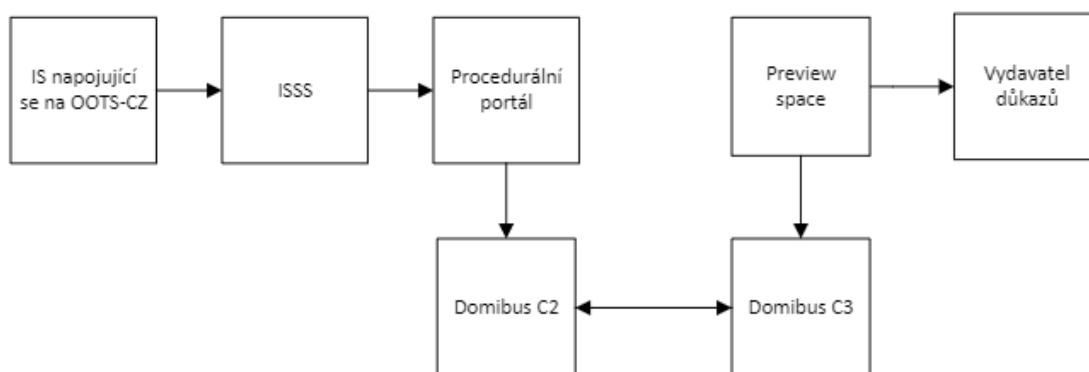 IS napojující
se na OOTS-CZ
ISSS
Procedurální
portál
Preview
space
Vydavatel
důkazů
Domibus C2
Domibus C3